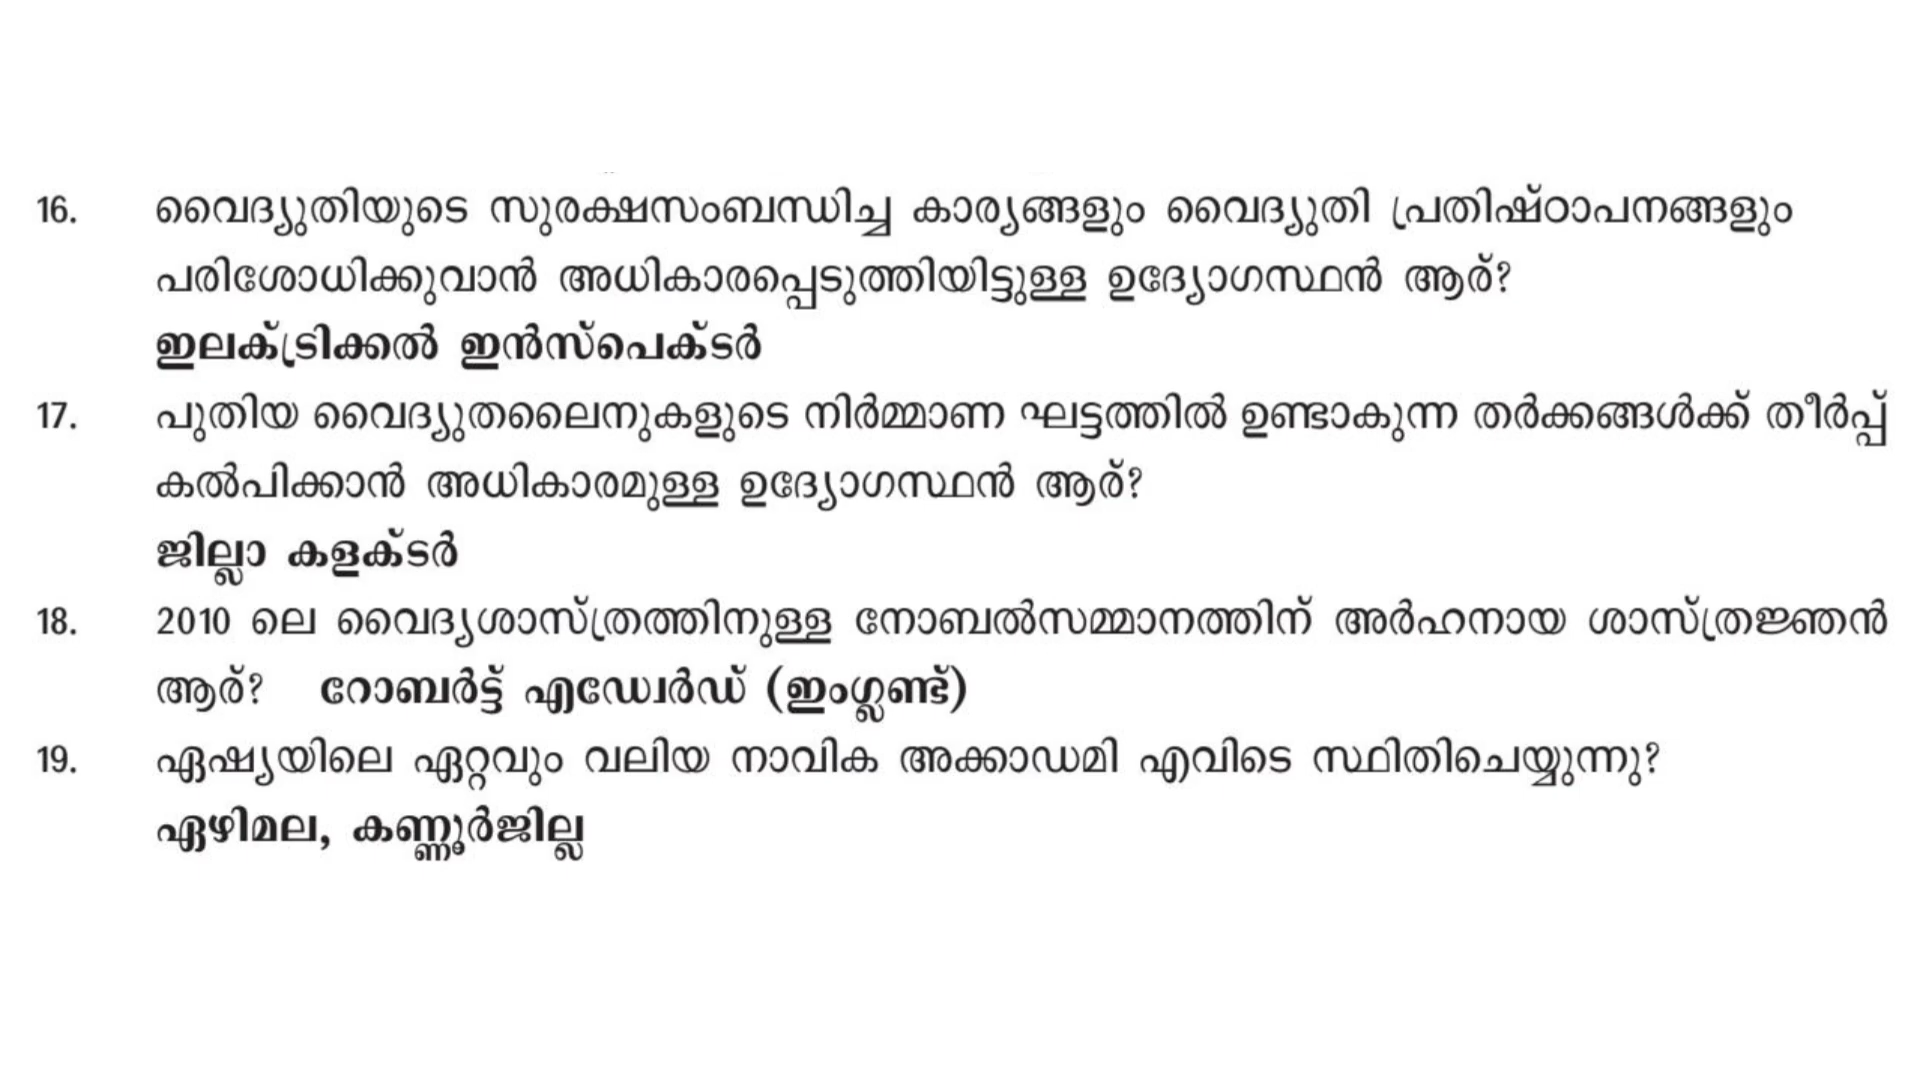 16. വൈദ്യുതിയുടെ സുരക്ഷസംബന്ധിച്ച കാര്യങ്ങളും വൈദ്യുതി പ്രതിഷ്ഠാപനങ്ങളും
പരിശോധിക്കുവാൻ അധികാരപ്പെടുത്തിയിട്ടുള്ള ഉദ്യോഗസ്ഥൻ ആര്?
ഇലക്ട്രിക്കൽ ഇൻസ്പെക്ടർ
17. പുതിയ വൈദ്യുതലൈനുകളുടെ നിർമ്മാണ ഘട്ടത്തിൽ ഉണ്ടാകുന്ന തർക്കങ്ങൾക്ക് തീർപ്പ്
കൽപിക്കാൻ അധികാരമുള്ള ഉദ്യോഗസ്ഥൻ ആര്?
ജില്ലാ കളക്ടർ
18. 2010 ലെ വൈദ്യശാസ്ത്രത്തിനുള്ള നോബൽസമ്മാനത്തിന് അർഹനായ ശാസ്ത്രജ്ഞൻ
ആര്? റോബർട്ട് എഡ്വേർഡ് (ഇംഗ്ലണ്ട്)
19. ഏഷ്യയിലെ ഏറ്റവും വലിയ നാവിക അക്കാഡമി എവിടെ സ്ഥിതിചെയ്യുന്നു?
ഏഴിമല, കണ്ണൂർജില്ല